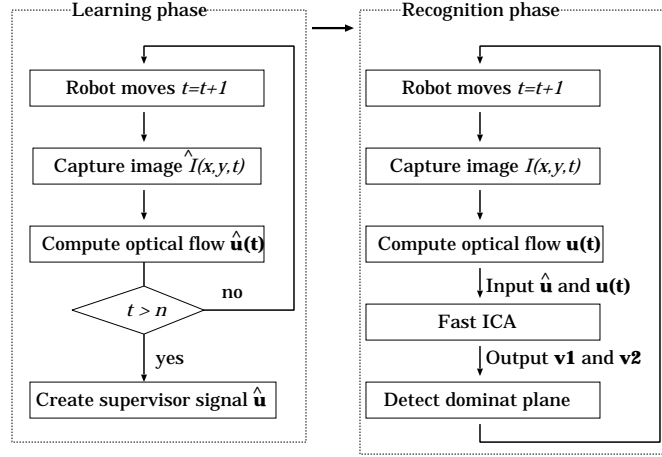 Learning phase
Robot moves t=t+1
Capture image Î(x,y,t)
Compute optical flow û(t)
t > n
no
yes
Create supervisor signal û
Recognition phase
Robot moves t=t+1
Capture image I(x,y,t)
Compute optical flow u(t)
Input û and u(t)
Fast ICA
Output v1 and v2
Detect dominat plane